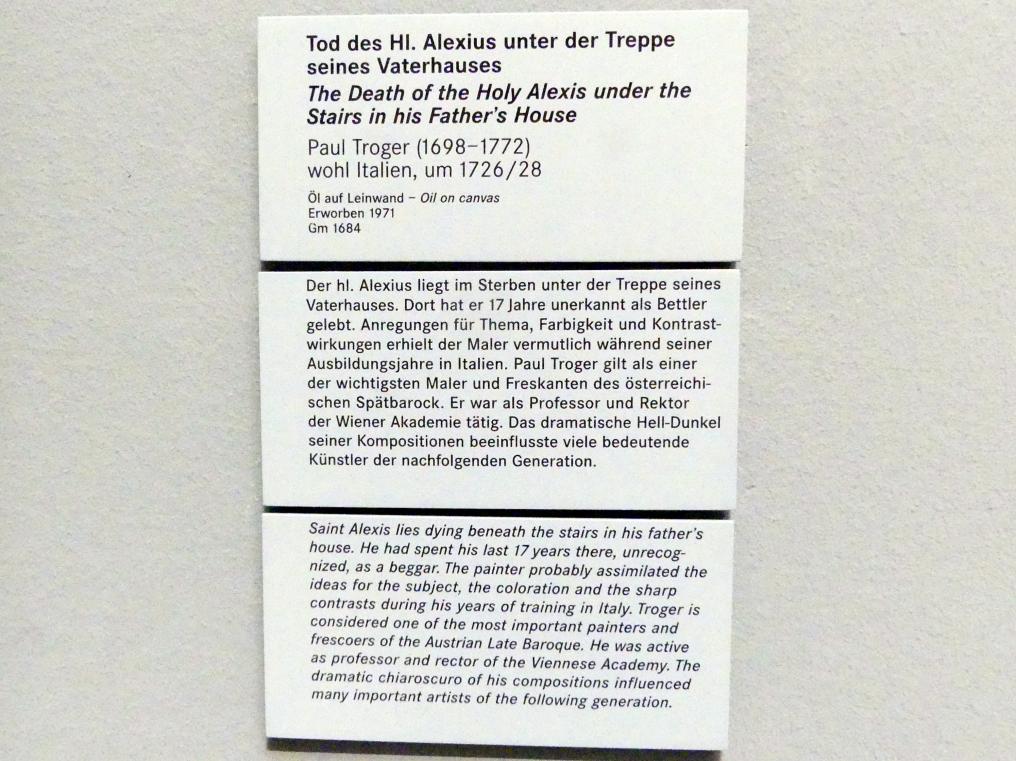 Tod des Hl. Alexius unter der Treppe
seines Vaterhauses
The Death of the Holy Alexis under the
Stairs in his Father's House
Paul Troger (1698–1772)
wohl Italien, um 1726/28
Öl auf Leinwand – Oil on canvas
Erworben 1971
Gm 1684
Der hl. Alexius liegt im Sterben unter der Treppe seines
Vaterhauses. Dort hat er 17 Jahre unerkannt als Bettler
gelebt. Anregungen für Thema, Farbigkeit und Kontrast-
wirkungen erhielt der Maler vermutlich während seiner
Ausbildungsjahre in Italien. Paul Troger gilt als einer
der wichtigsten Maler und Freskanten des österreichi-
schen Spätbarock. Er war als Professor und Rektor
der Wiener Akademie tätig. Das dramatische Hell-Dunkel
seiner Kompositionen beeinflusste viele bedeutende
Künstler der nachfolgenden Generation.
Saint Alexis lies dying beneath the stairs in his father's
house. He had spent his last 17 years there, unrecog-
nized, as a beggar. The painter probably assimilated the
ideas for the subject, the coloration and the sharp
contrasts during his years of training in Italy. Troger is
considered one of the most important painters and
frescoers of the Austrian Late Baroque. He was active
as professor and rector of the Viennese Academy. The
dramatic chiaroscuro of his compositions influenced
many important artists of the following generation.